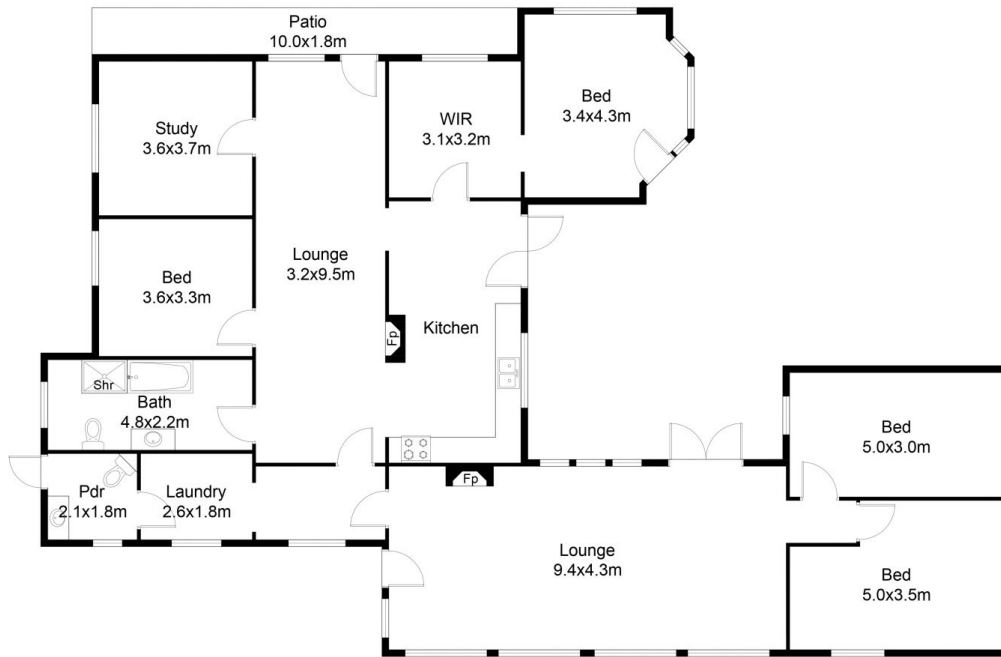 Patio
10.0x1.8m
Study
3.6x3.7m
WIR
3.1x3.2m
Bed
3.4x4.3m
Lounge
3.2x9.5m
Bed
3.6x3.3m
Kitchen
Fp
Shr
Bath
4.8x2.2m
Pdr
2.1x1.8m
Laundry
2.6x1.8m
Fp
Lounge
9.4x4.3m
Bed
5.0x3.0m
Bed
5.0x3.5m